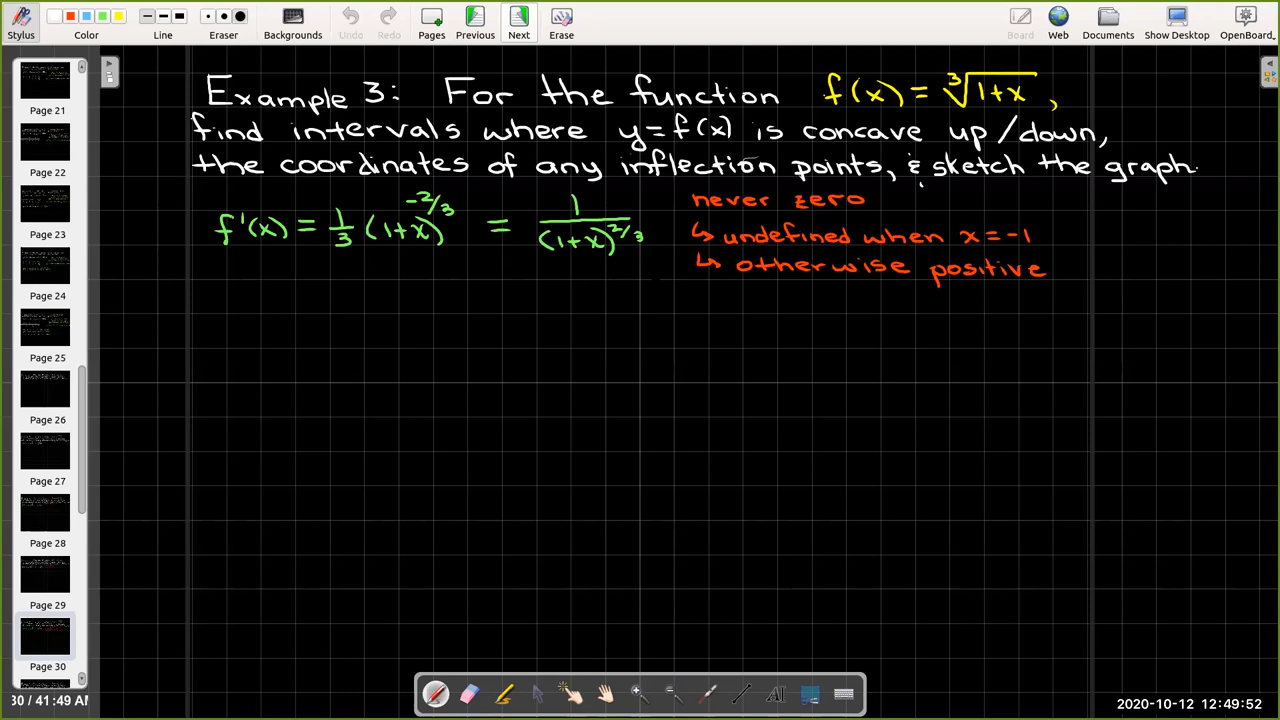 Stylus Color Line Eraser Backgrounds Undo Redo Pages Previous Next Erase Board Web Documents Show Desktop OpenBoard
Page 21
Page 22
Page 23
Page 24
Page 25
Page 26
Page 27
Page 28
Page 29
Page 30
30 / 41:49 AM
Example 3: For the function f(x) = ∛(1+x) ,
find intervals where y=f(x) is concave up/down,
the coordinates of any inflection points, & sketch the graph.
f'(x) = 1/3 (1+x)^-2/3 = 1/(1+x)^2/3
never zero
↳ undefined when x = -1
↳ otherwise positive
AI
2020-10-12 12:49:52